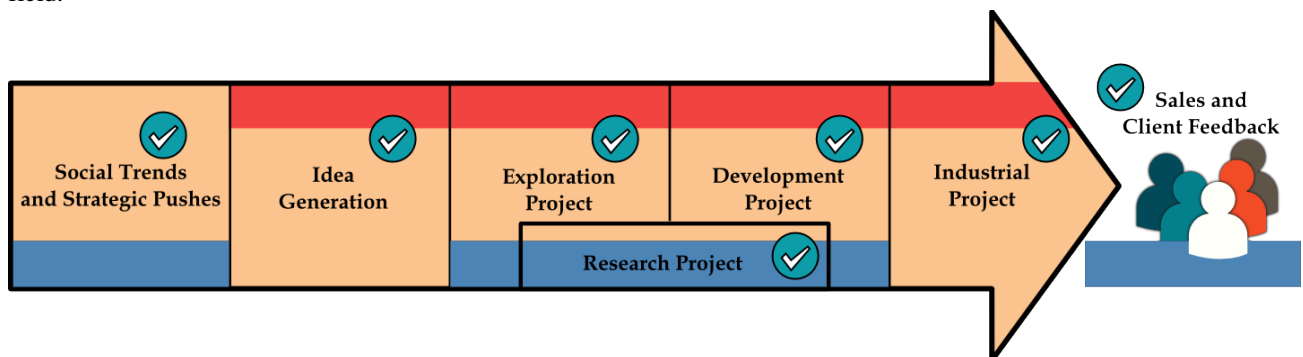 Social Trends
and Strategic Pushes
Idea
Generation
Exploration
Project
Development
Project
Industrial
Project
Research Project
Sales and
Client Feedback